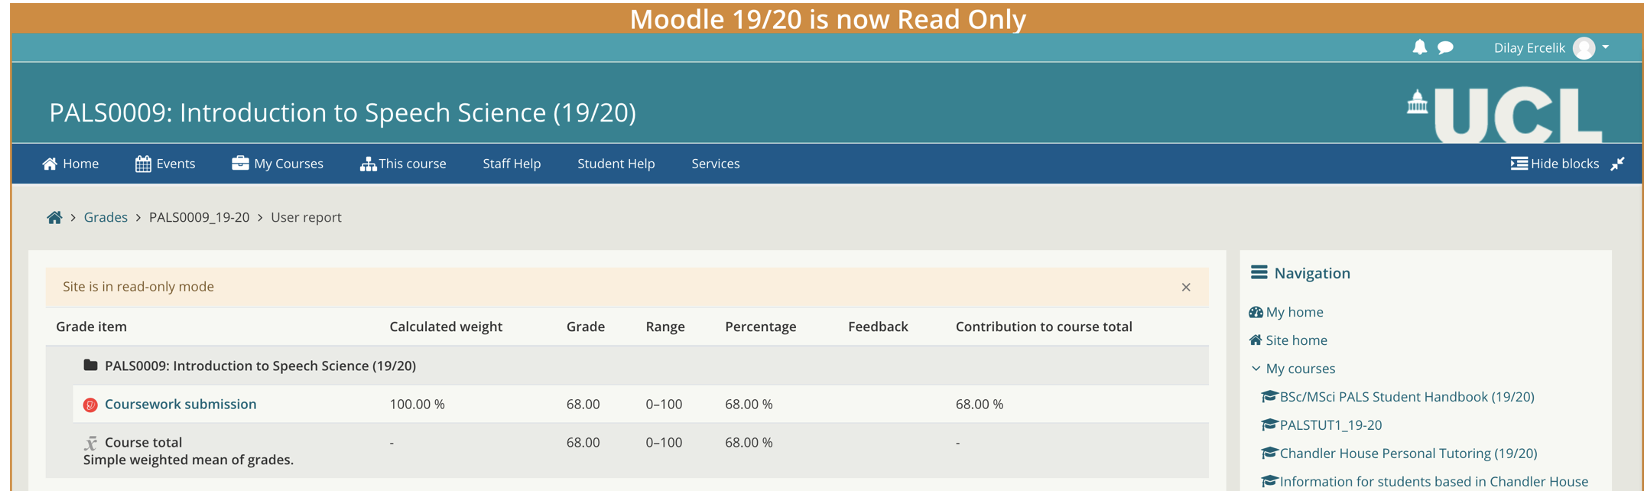 Moodle 19/20 is now Read Only
Dilay Ercelik
PALS0009: Introduction to Speech Science (19/20)
UCL
Home Events My Courses This course Staff Help Student Help Services Hide blocks
Grades > PALS0009_19-20 > User report
Site is in read-only mode ×
Grade item Calculated weight Grade Range Percentage Feedback Contribution to course total
PALS0009: Introduction to Speech Science (19/20)
Coursework submission 100.00 % 68.00 0–100 68.00 % 68.00 %
x̄ Course total - 68.00 0–100 68.00 % -
Simple weighted mean of grades.
Navigation
My home
Site home
My courses
BSc/MSci PALS Student Handbook (19/20)
PALSTUT1_19-20
Chandler House Personal Tutoring (19/20)
Information for students based in Chandler House